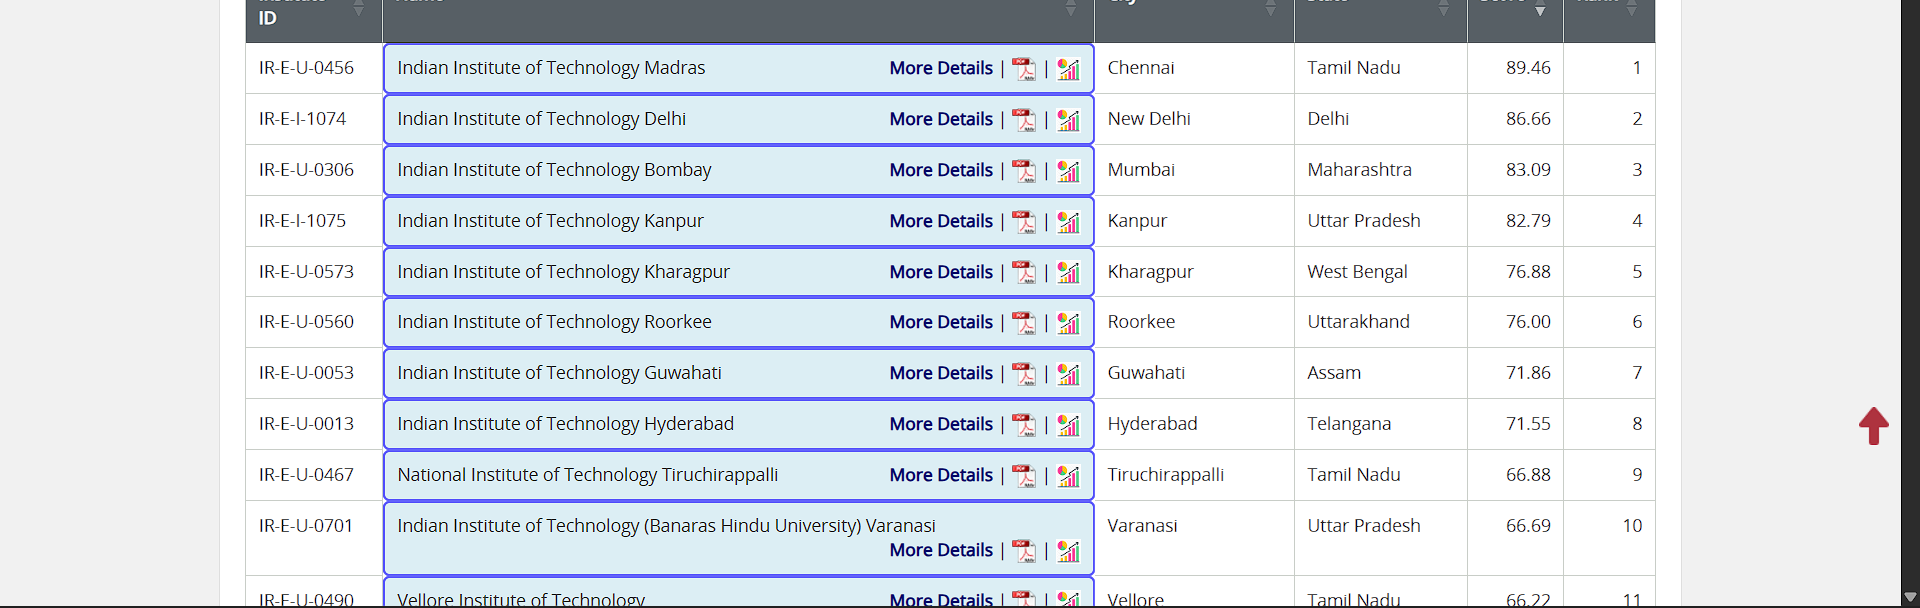 ID
IR-E-U-0456 Indian Institute of Technology Madras More Details | | Chennai Tamil Nadu 89.46 1
IR-E-I-1074 Indian Institute of Technology Delhi More Details | | New Delhi Delhi 86.66 2
IR-E-U-0306 Indian Institute of Technology Bombay More Details | | Mumbai Maharashtra 83.09 3
IR-E-I-1075 Indian Institute of Technology Kanpur More Details | | Kanpur Uttar Pradesh 82.79 4
IR-E-U-0573 Indian Institute of Technology Kharagpur More Details | | Kharagpur West Bengal 76.88 5
IR-E-U-0560 Indian Institute of Technology Roorkee More Details | | Roorkee Uttarakhand 76.00 6
IR-E-U-0053 Indian Institute of Technology Guwahati More Details | | Guwahati Assam 71.86 7
IR-E-U-0013 Indian Institute of Technology Hyderabad More Details | | Hyderabad Telangana 71.55 8
IR-E-U-0467 National Institute of Technology Tiruchirappalli More Details | | Tiruchirappalli Tamil Nadu 66.88 9
IR-E-U-0701 Indian Institute of Technology (Banaras Hindu University) Varanasi Varanasi Uttar Pradesh 66.69 10
More Details | |
IR-E-U-0490 Vellore Institute of Technology More Details | | Vellore Tamil Nadu 66.22 11